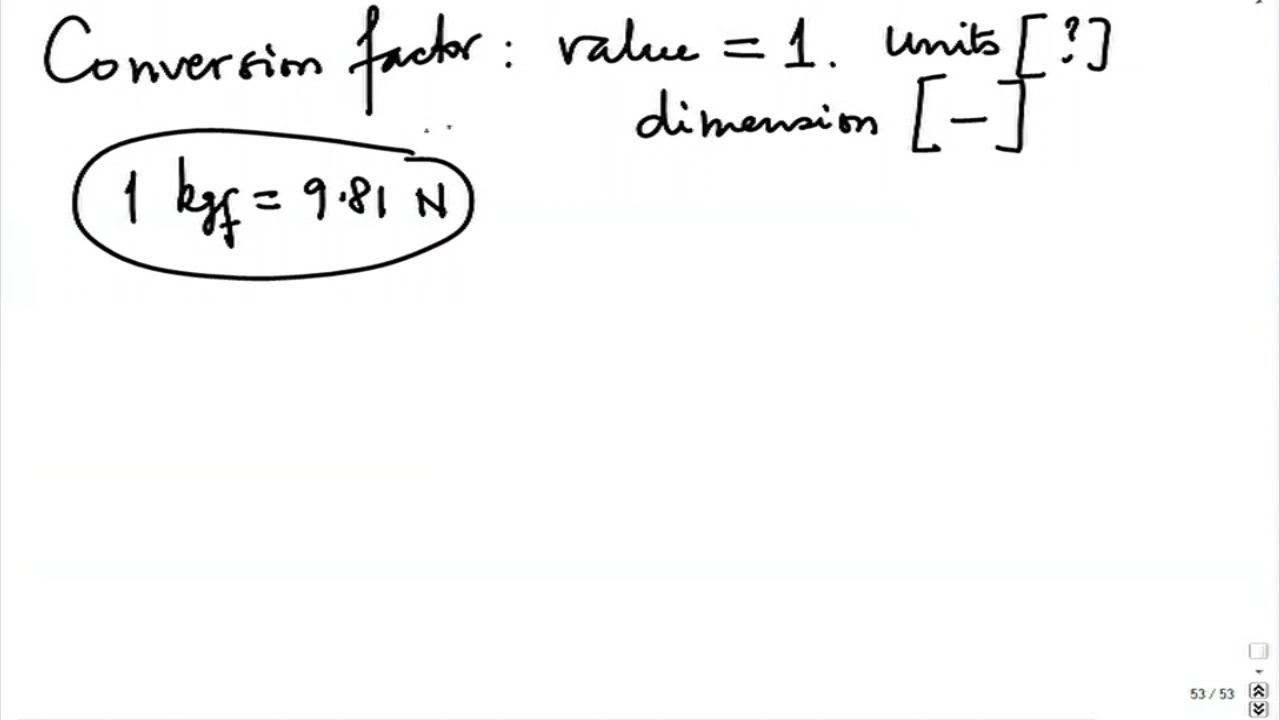 Conversion factor : value = 1. units [?]
dimension [-]
1 kgf = 9.81 N
53 / 53